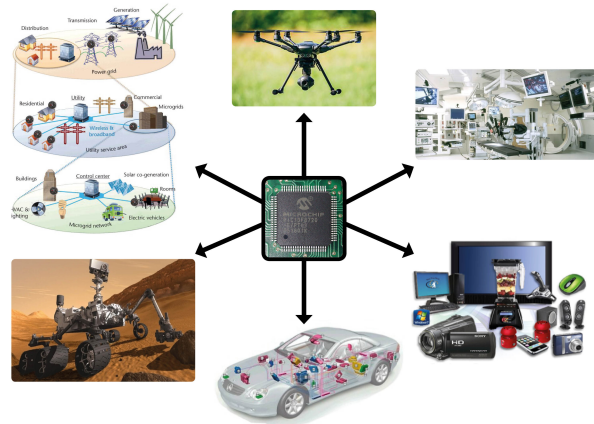 Generation
Transmission
Distribution
Power grid
Utility
Commercial
Residential
Microgrids
Wireless &
broadband
Utility service area
Control center
Solar co-generation
Buildings
Rooms
HVAC &
lighting
Electric vehicles
Microgrid network
MICROCHIP
SONY
HD